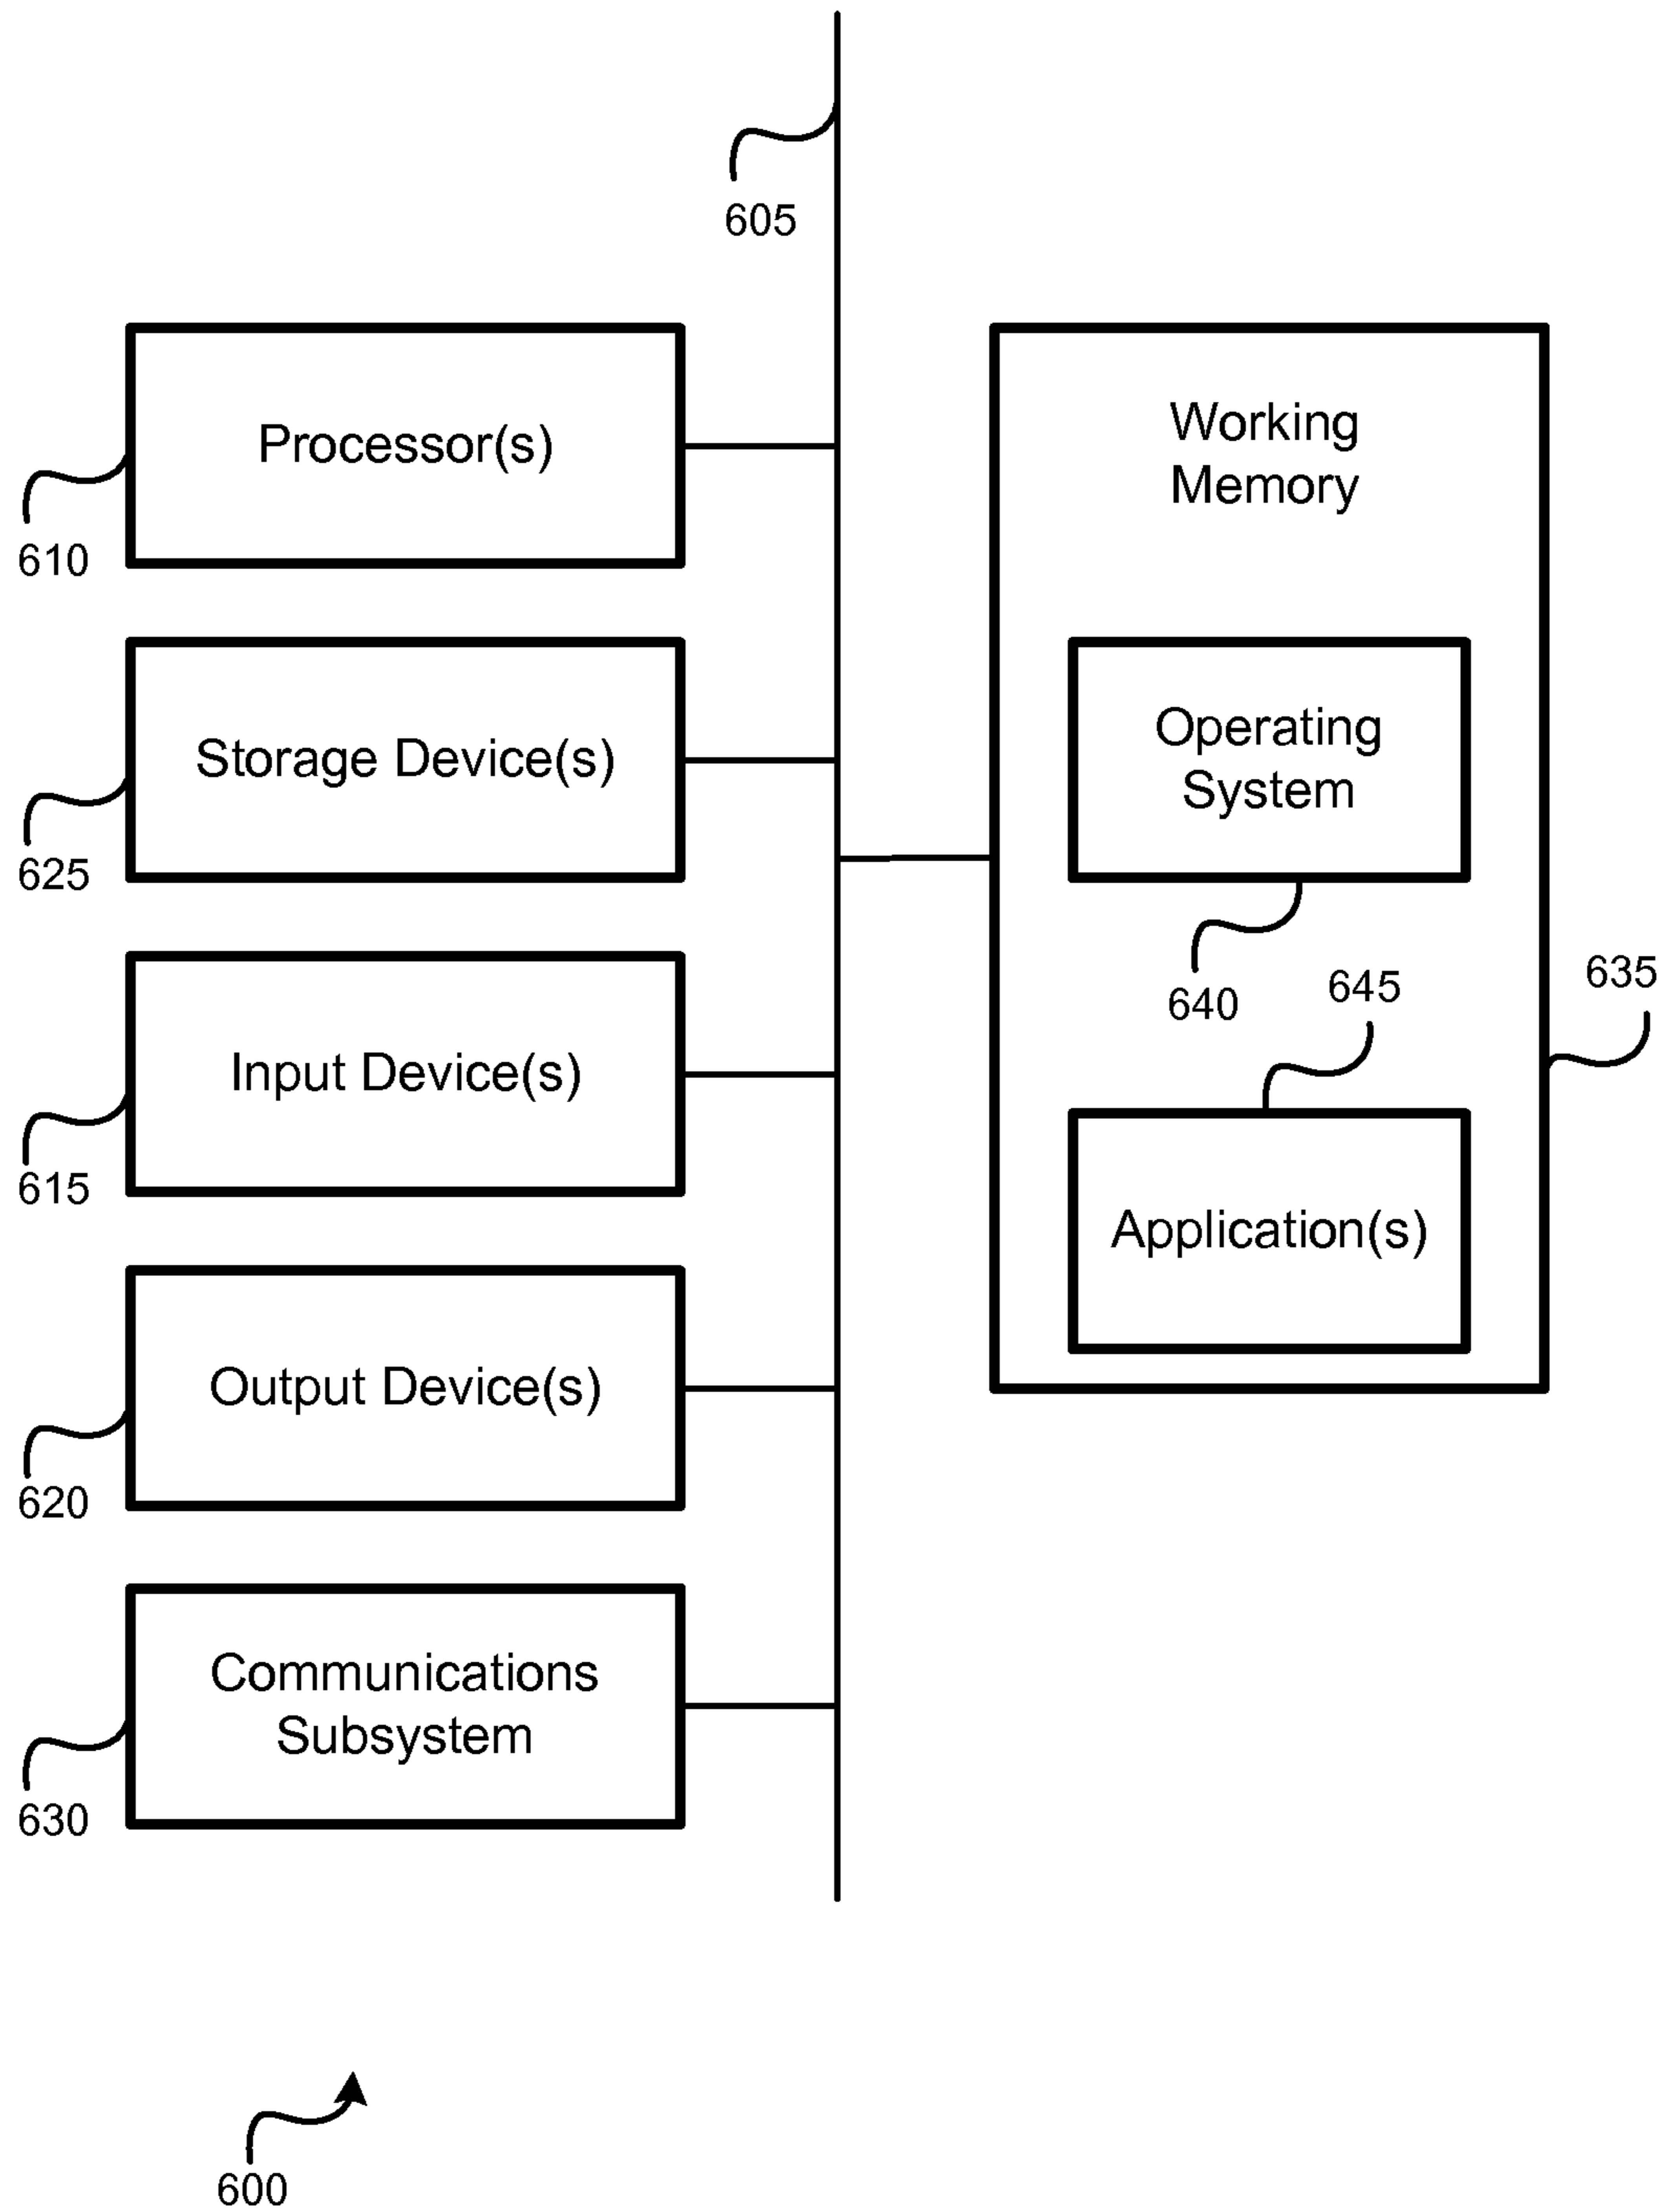 605
Processor(s)
610
Storage Device(s)
625
Input Device(s)
615
Output Device(s)
620
Communications
Subsystem
630
Working
Memory
Operating
System
640
645
635
Application(s)
600